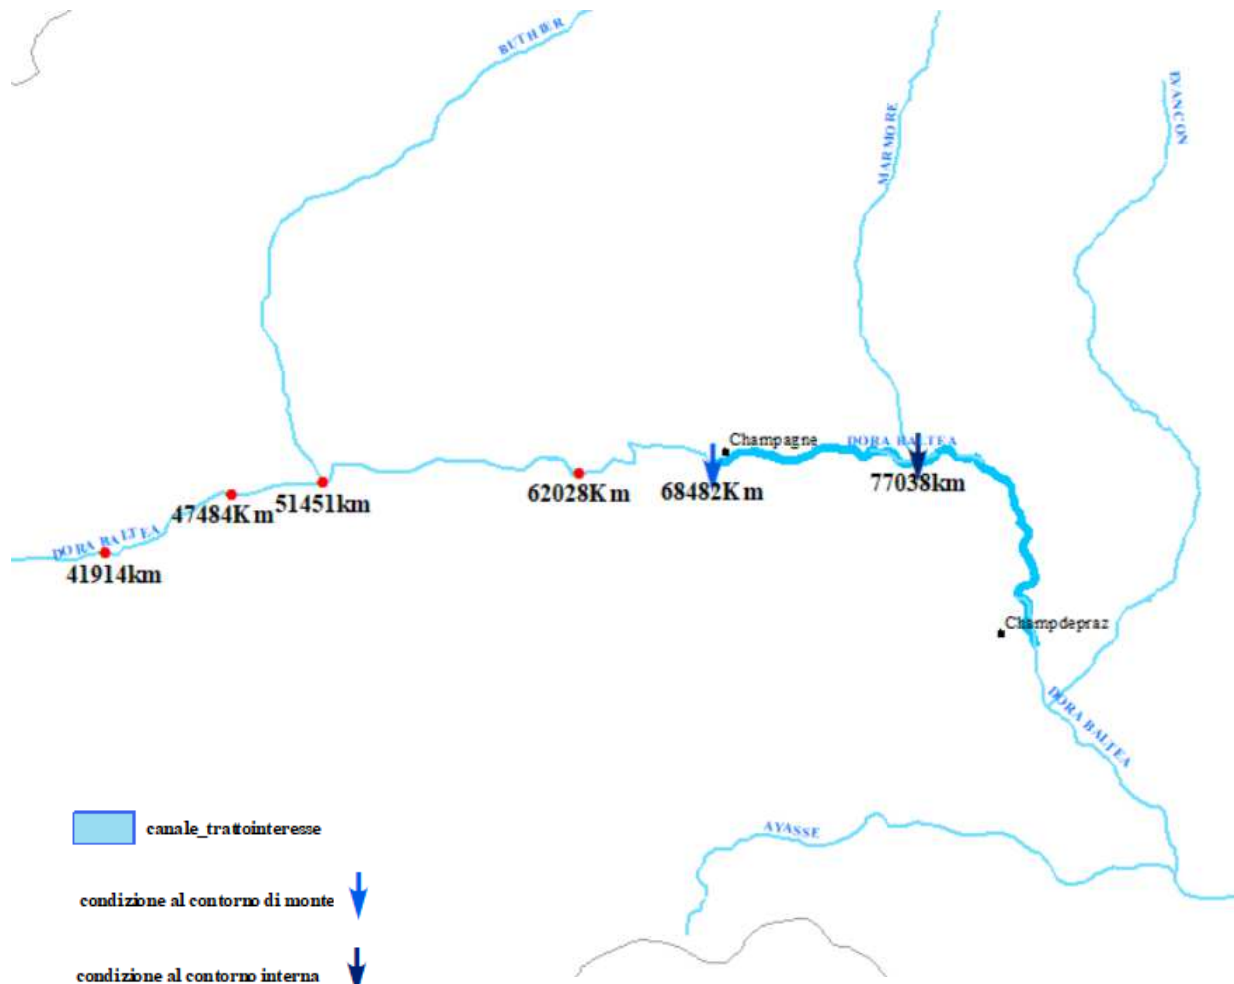 BUTHIER
EVANCON
MARMORE
Champagne
DORA BALTEA
77038km
68482Km
62028Km
51451km
47484Km
DORA BALTEA
41914km
Champdepraz
DORA BALTEA
AYASSE
canale_trattointeresse
condizione al contorno di monte
condizione al contorno interna